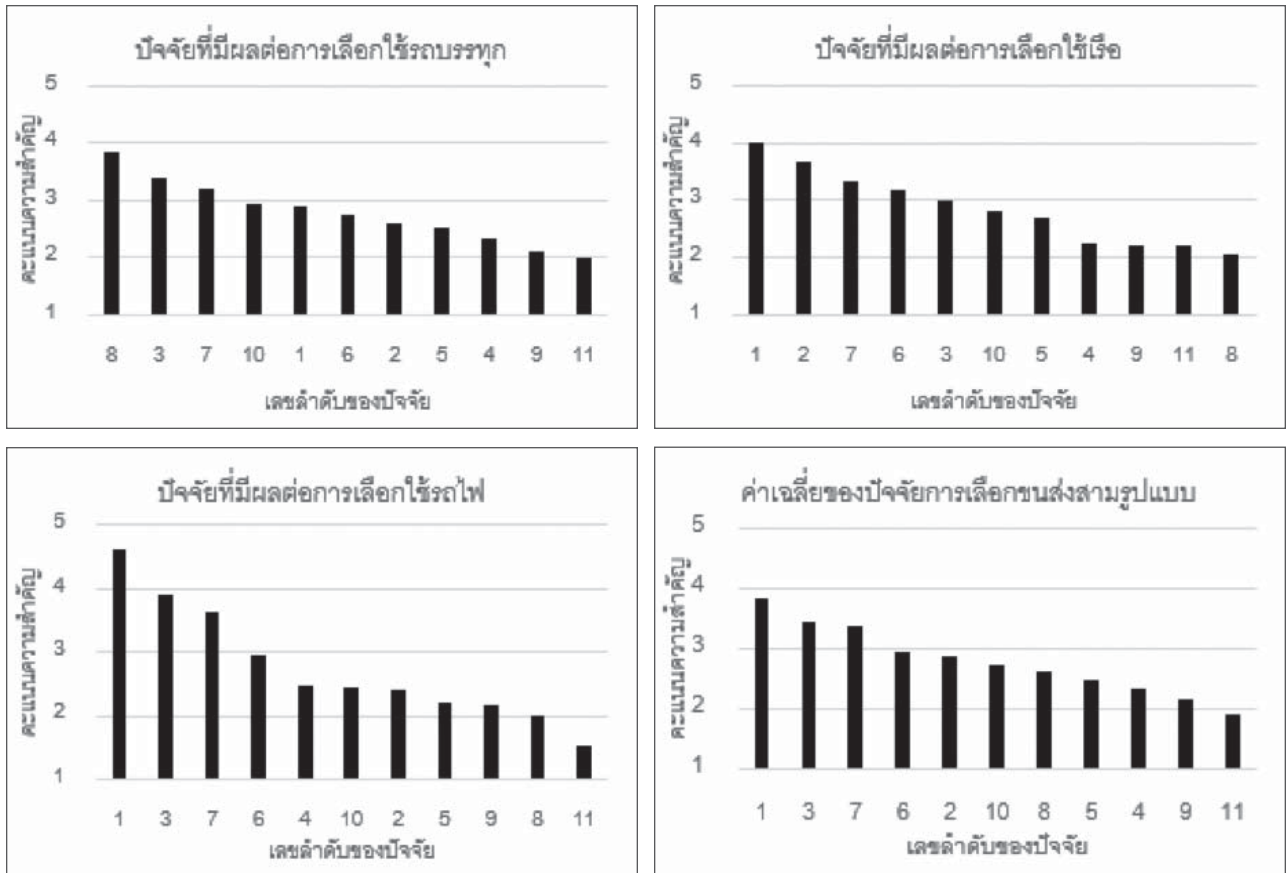 ปัจจัยที่มีผลต่อการเลือกใช้รถบรรทุก
5
4
3
2
1
คะแนนความสำคัญ
8 3 7 10 1 6 2 5 4 9 11
เลขลำดับของปัจจัย
ปัจจัยที่มีผลต่อการเลือกใช้เรือ
5
4
3
2
1
คะแนนความสำคัญ
1 2 7 6 3 10 5 4 9 11 8
เลขลำดับของปัจจัย
ปัจจัยที่มีผลต่อการเลือกใช้รถไฟ
5
4
3
2
1
คะแนนความสำคัญ
1 3 7 6 4 10 2 5 9 8 11
เลขลำดับของปัจจัย
ค่าเฉลี่ยของปัจจัยการเลือกขนส่งสามรูปแบบ
5
4
3
2
1
คะแนนความสำคัญ
1 3 7 6 2 10 8 5 4 9 11
เลขลำดับของปัจจัย